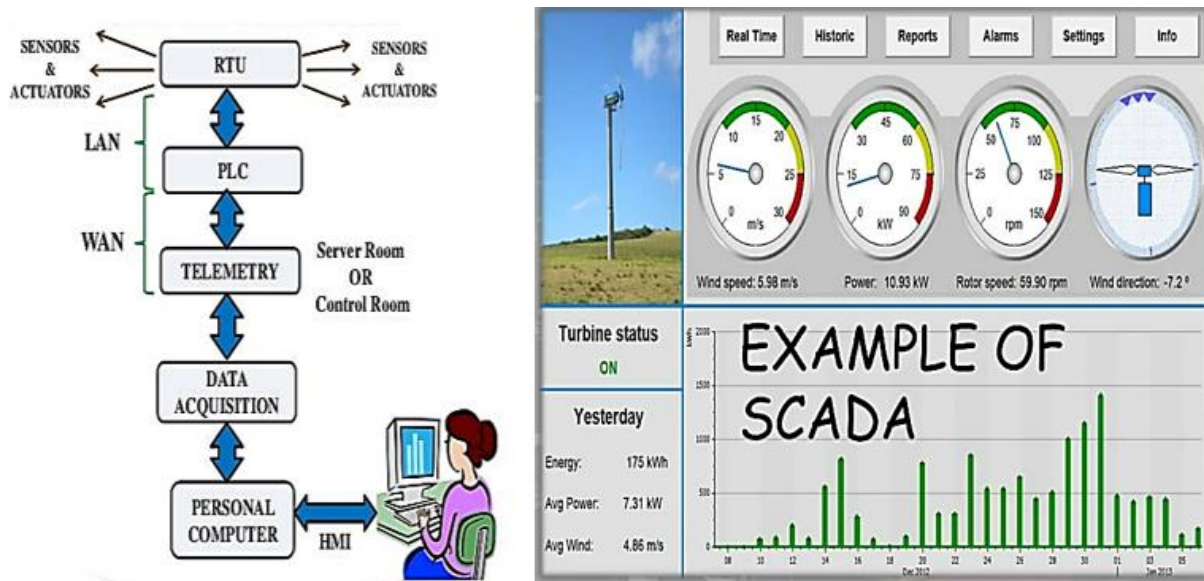 SENSORS
&
ACTUATORS
RTU
SENSORS
&
ACTUATORS
LAN
PLC
WAN
TELEMETRY
Server Room
OR
Control Room
DATA
ACQUISITION
PERSONAL
COMPUTER
HMI
Real Time
Historic
Reports
Alarms
Settings
Info
0
5
10
15
20
25
30
m/s
0
15
30
45
60
75
90
kW
0
25
50
75
100
125
150
rpm
Wind speed: 5.98 m/s
Power: 10.93 kW
Rotor speed: 59.90 rpm
Wind direction: -7.2 º
Turbine status
ON
Yesterday
Energy: 175 kWh
Avg Power: 7.31 kW
Avg Wind: 4.86 m/s
EXAMPLE OF
SCADA
kWh
2000
1500
1000
500
0
08 10 12 14 16 18 20 22 24 26 28 30 01 03 05
Dec 2012 Jan 2013